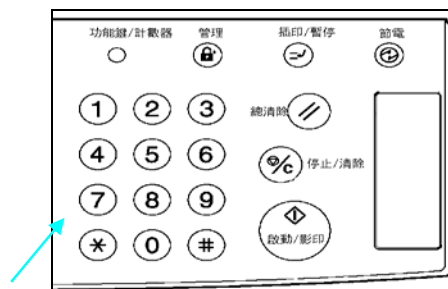 功能鍵/計數器 管理 插印/暫停 節電
1 2 3 總清除
4 5 6 C 停止/清除
7 8 9
* 0 # 啟動/影印